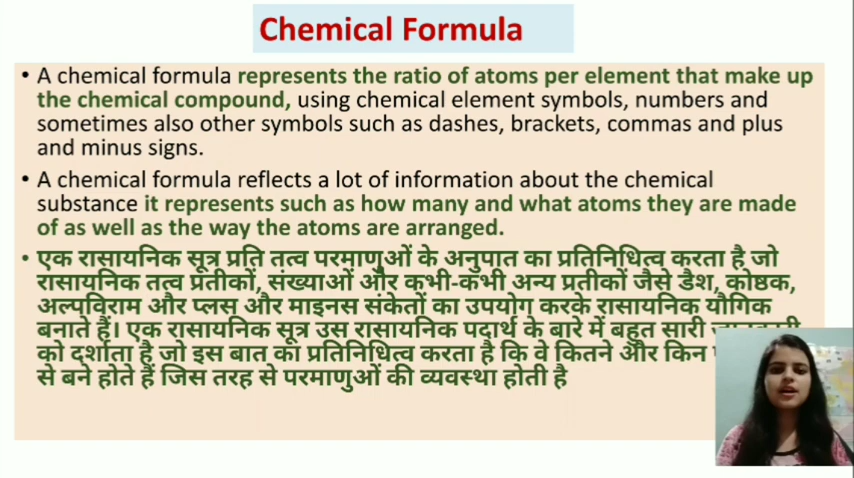 Chemical Formula
• A chemical formula represents the ratio of atoms per element that make up
the chemical compound, using chemical element symbols, numbers and
sometimes also other symbols such as dashes, brackets, commas and plus
and minus signs.
• A chemical formula reflects a lot of information about the chemical
substance it represents such as how many and what atoms they are made
of as well as the way the atoms are arranged.
• एक रासायनिक सूत्र प्रति तत्व परमाणुओं के अनुपात का प्रतिनिधित्व करता है जो
रासायनिक तत्व प्रतीकों, संख्याओं और कभी-कभी अन्य प्रतीकों जैसे डैश, कोष्ठक,
अल्पविराम और प्लस और माइनस संकेतों का उपयोग करके रासायनिक यौगिक
बनाते हैं। एक रासायनिक सूत्र उस रासायनिक पदार्थ के बारे में बहुत सारी
को दर्शाता है जो इस बात का प्रतिनिधित्व करता है कि वे कितने और किन
से बने होते हैं जिस तरह से परमाणुओं की व्यवस्था होती है